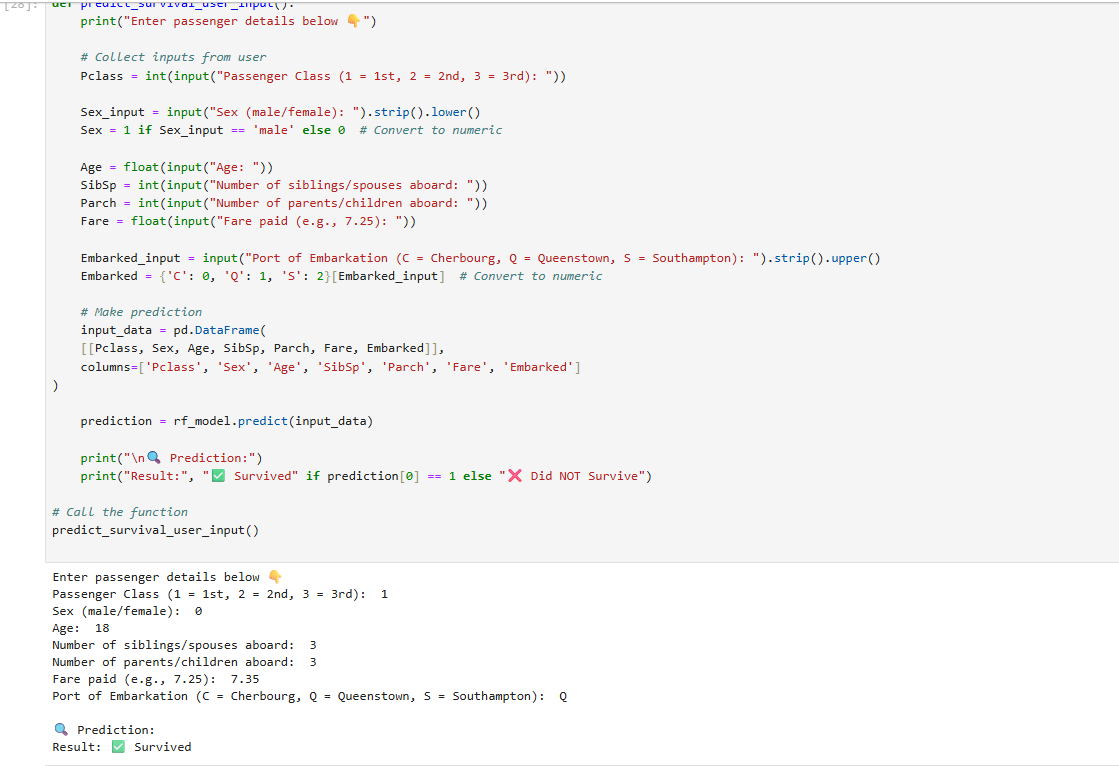 [28]: def predict_survival_user_input():
print("Enter passenger details below 👇")
# Collect inputs from user
Pclass = int(input("Passenger Class (1 = 1st, 2 = 2nd, 3 = 3rd): "))
Sex_input = input("Sex (male/female): ").strip().lower()
Sex = 1 if Sex_input == 'male' else 0  # Convert to numeric
Age = float(input("Age: "))
SibSp = int(input("Number of siblings/spouses aboard: "))
Parch = int(input("Number of parents/children aboard: "))
Fare = float(input("Fare paid (e.g., 7.25): "))
Embarked_input = input("Port of Embarkation (C = Cherbourg, Q = Queenstown, S = Southampton): ").strip().upper()
Embarked = {'C': 0, 'Q': 1, 'S': 2}[Embarked_input]  # Convert to numeric
# Make prediction
input_data = pd.DataFrame(
[[Pclass, Sex, Age, SibSp, Parch, Fare, Embarked]],
columns=['Pclass', 'Sex', 'Age', 'SibSp', 'Parch', 'Fare', 'Embarked']
)
prediction = rf_model.predict(input_data)
print("\n🔍 Prediction:")
print("Result:", "✅ Survived" if prediction[0] == 1 else "❌ Did NOT Survive")
# Call the function
predict_survival_user_input()
Enter passenger details below 👇
Passenger Class (1 = 1st, 2 = 2nd, 3 = 3rd):  1
Sex (male/female):  0
Age:  18
Number of siblings/spouses aboard:  3
Number of parents/children aboard:  3
Fare paid (e.g., 7.25):  7.35
Port of Embarkation (C = Cherbourg, Q = Queenstown, S = Southampton):  Q
🔍 Prediction:
Result: ✅ Survived